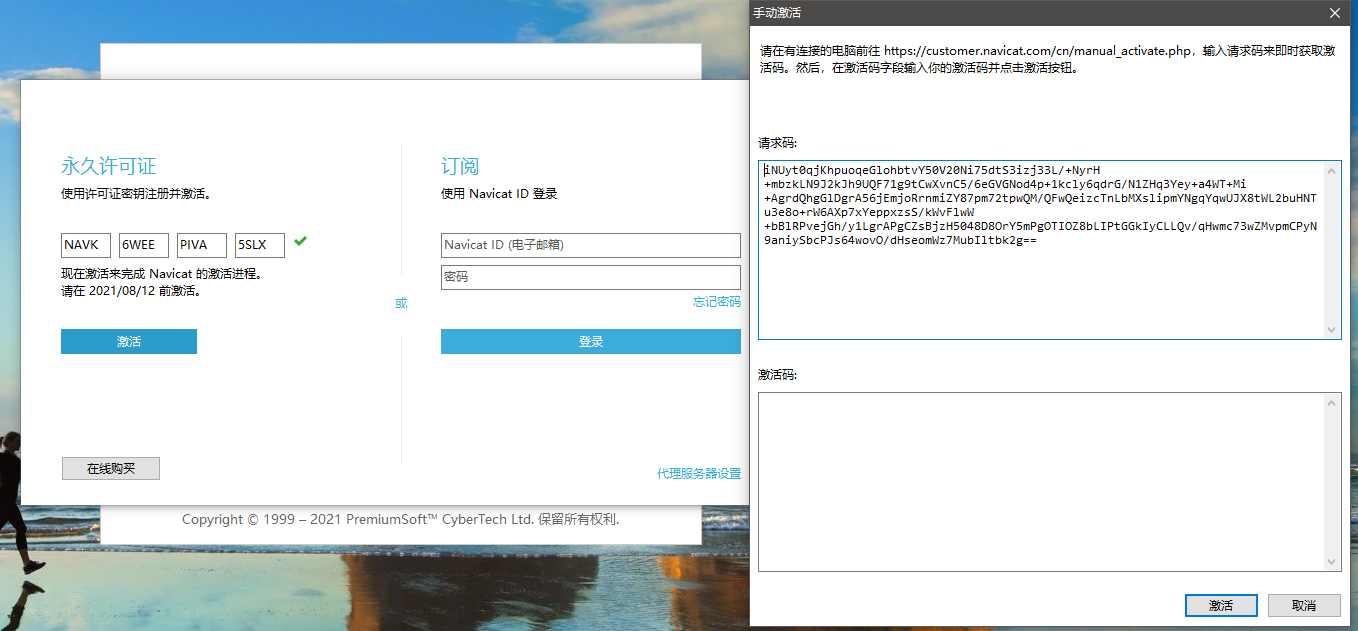 手动激活
请在有连接的电脑前往 https://customer.navicat.com/cn/manual_activate.php，输入请求码来即时获取激
活码。然后，在激活码字段输入你的激活码并点击激活按钮。
请求码:
iNUyt0qjKhpuoqeGlohbtvY50V20Ni75dtS3izj33L/+NyrH
+mbzkLN9J2kJh9UQF71g9tCwXvnC5/6eGVGNod4p+1kcly6qdrG/N1ZHq3Yey+a4WT+Mi
+AgrdQhgGlDgrA56jEmjoRrnmiZY87pm72tpwQM/QFwQeizcTnLbMXslipmYNgqYqwUJX8tWL2buHNT
u3e8o+rW6AXp7xYeppxzsS/kWvFlwW
+bBlRPvejGh/y1LgrAPgCZsBjzH5048D8OrY5mPgOTIOZ8bLIPtGGkIyCLLQv/qHwmc73wZMvpmCPyN
9aniySbcPJs64wovO/dHseomWz7MubIltbk2g==
激活码:
激活
取消
永久许可证
使用许可证密钥注册并激活。
NAVK 6WEE PIVA 5SLX
现在激活来完成 Navicat 的激活进程。
请在 2021/08/12 前激活。
激活
在线购买
或
订阅
使用 Navicat ID 登录
Navicat ID (电子邮箱)
密码
忘记密码
登录
代理服务器设置
Copyright © 1999 – 2021 PremiumSoft™ CyberTech Ltd. 保留所有权利.